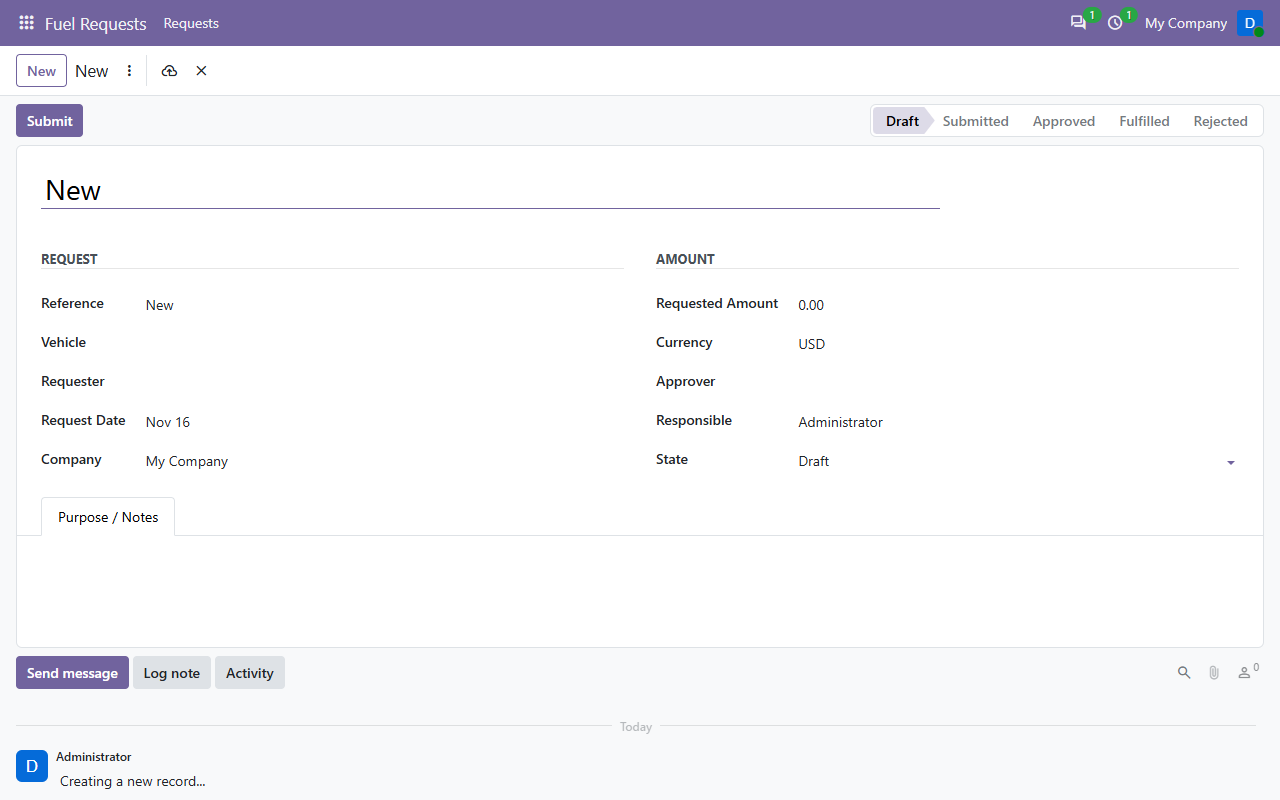 Fuel Requests Requests 1 1 My Company D
New New
Submit Draft Submitted Approved Fulfilled Rejected
New
REQUEST AMOUNT
Reference New Requested Amount 0.00
Vehicle Currency USD
Requester Approver
Request Date Nov 16 Responsible Administrator
Company My Company State Draft
Purpose / Notes
Send message Log note Activity 0
Today
D Administrator
Creating a new record...